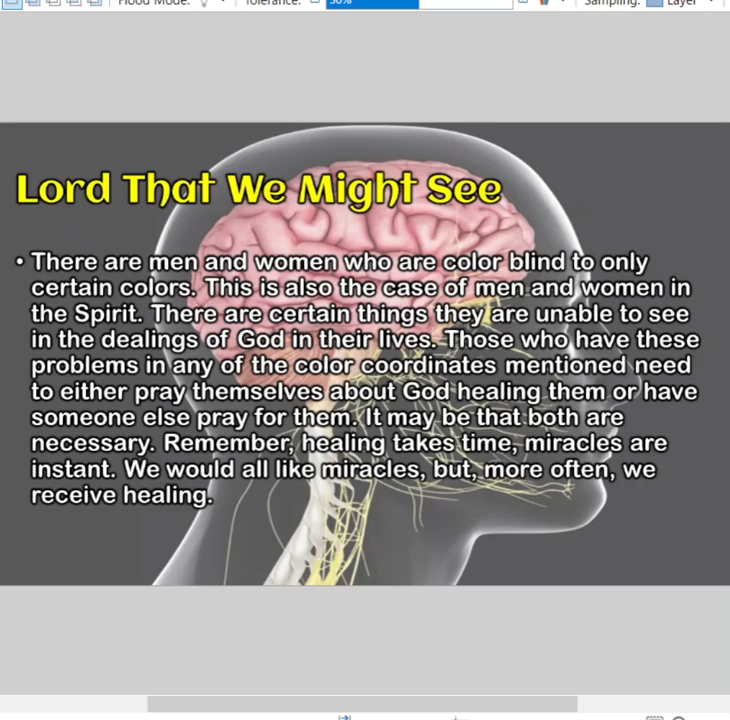 Flood Mode:
Tolerance:
Sampling:
Layer
Lord That We Might See
• There are men and women who are color blind to only
certain colors. This is also the case of men and women in
the Spirit. There are certain things they are unable to see
in the dealings of God in their lives. Those who have these
problems in any of the color coordinates mentioned need
to either pray themselves about God healing them or have
someone else pray for them. It may be that both are
necessary. Remember, healing takes time, miracles are
instant. We would all like miracles, but, more often, we
receive healing.